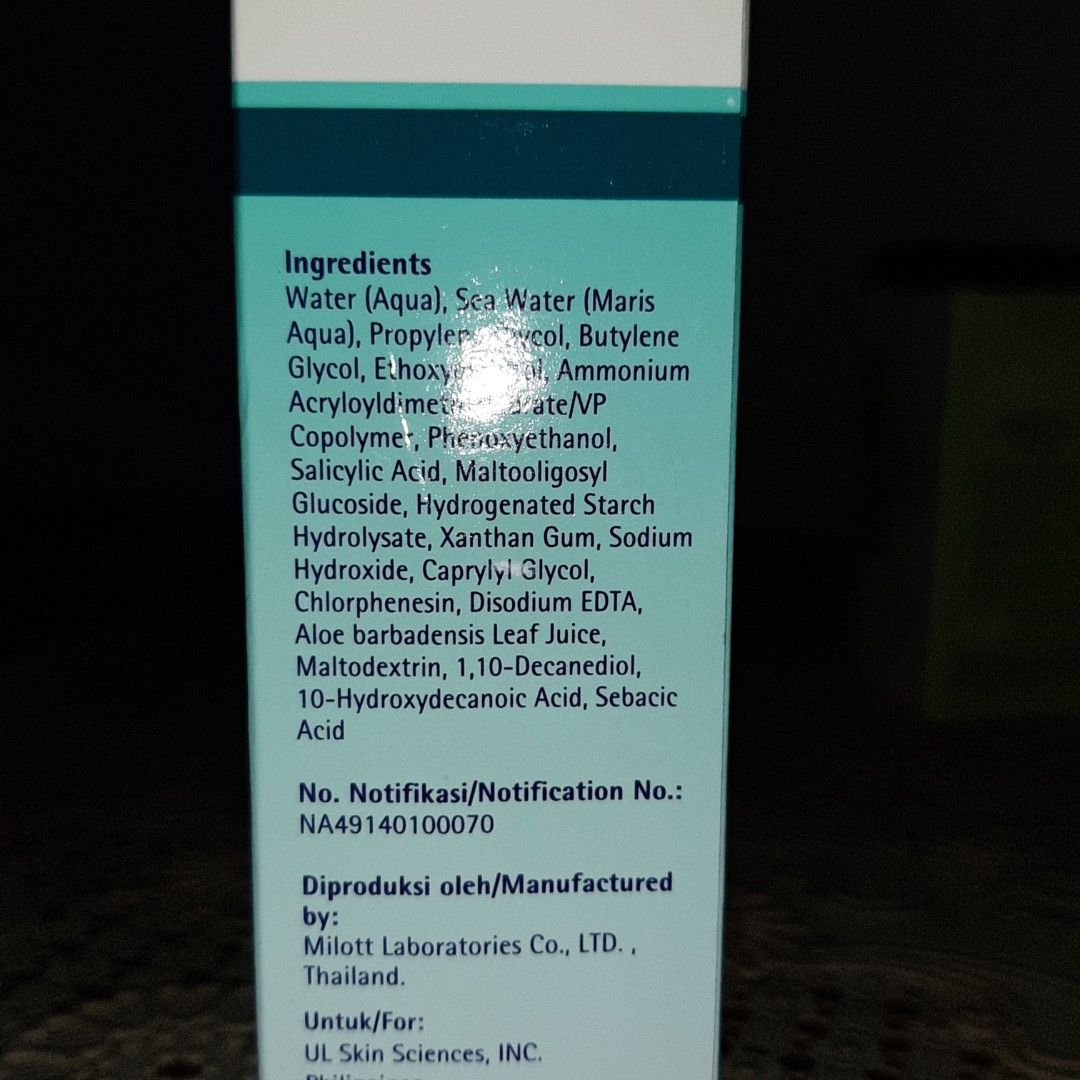 Ingredients
Water (Aqua), Sea Water (Maris
Aqua), Butylene
Glycol, Ammonium
Copolymer, Phenoxyethanol,
Salicylic Acid, Maltooligosyl
Glucoside, Hydrogenated Starch
Hydrolysate, Xanthan Gum, Sodium
Hydroxide, Caprylyl Glycol,
Chlorphenesin, Disodium EDTA,
Aloe barbadensis Leaf Juice,
Maltodextrin, 1,10-Decanediol,
10-Hydroxydecanoic Acid, Sebacic
Acid
No. Notifikasi/Notification No.:
NA49140100070
Diproduksi oleh/Manufactured
by:
Milott Laboratories Co., LTD. ,
Thailand.
Untuk/For:
UL Skin Sciences, INC.